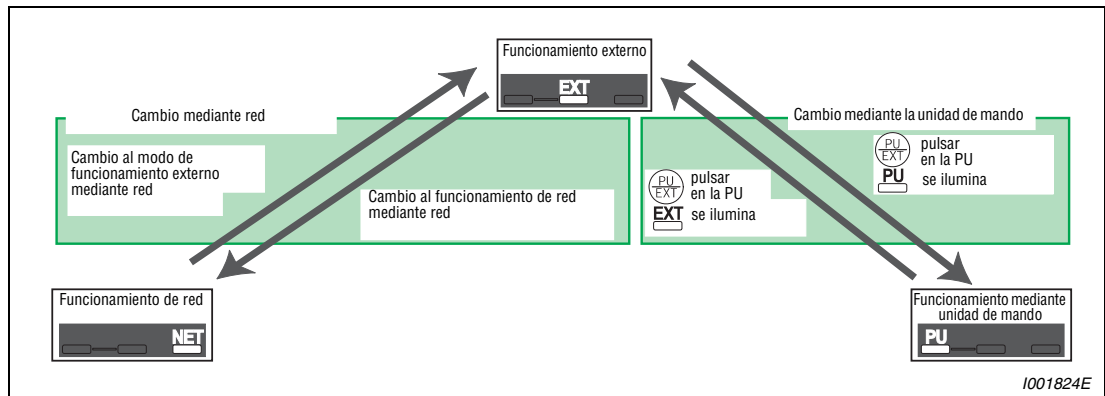 Funcionamiento externo
EXT
Cambio mediante red
Cambio al modo de
funcionamiento externo
mediante red
Cambio al funcionamiento de red
mediante red
Cambio mediante la unidad de mando
PU
EXT
pulsar
en la PU
PU
se ilumina
PU
EXT
pulsar
en la PU
EXT
se ilumina
Funcionamiento de red
NET
Funcionamiento mediante
unidad de mando
PU
I001824E